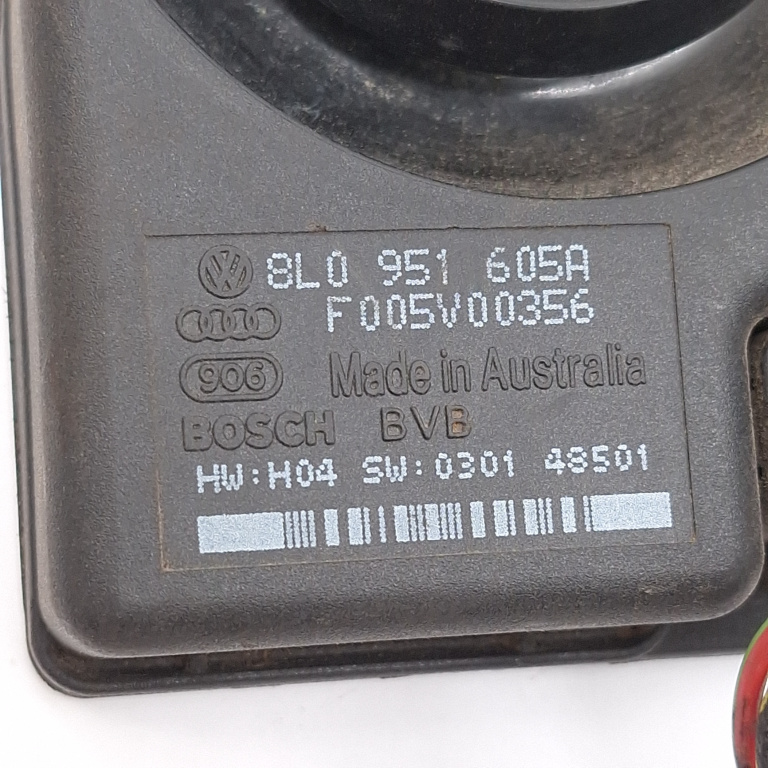 8L0 951 605A
F005V00356
906 Made in Australia
BOSCH BVB
HW:H04 SW:0301 48501